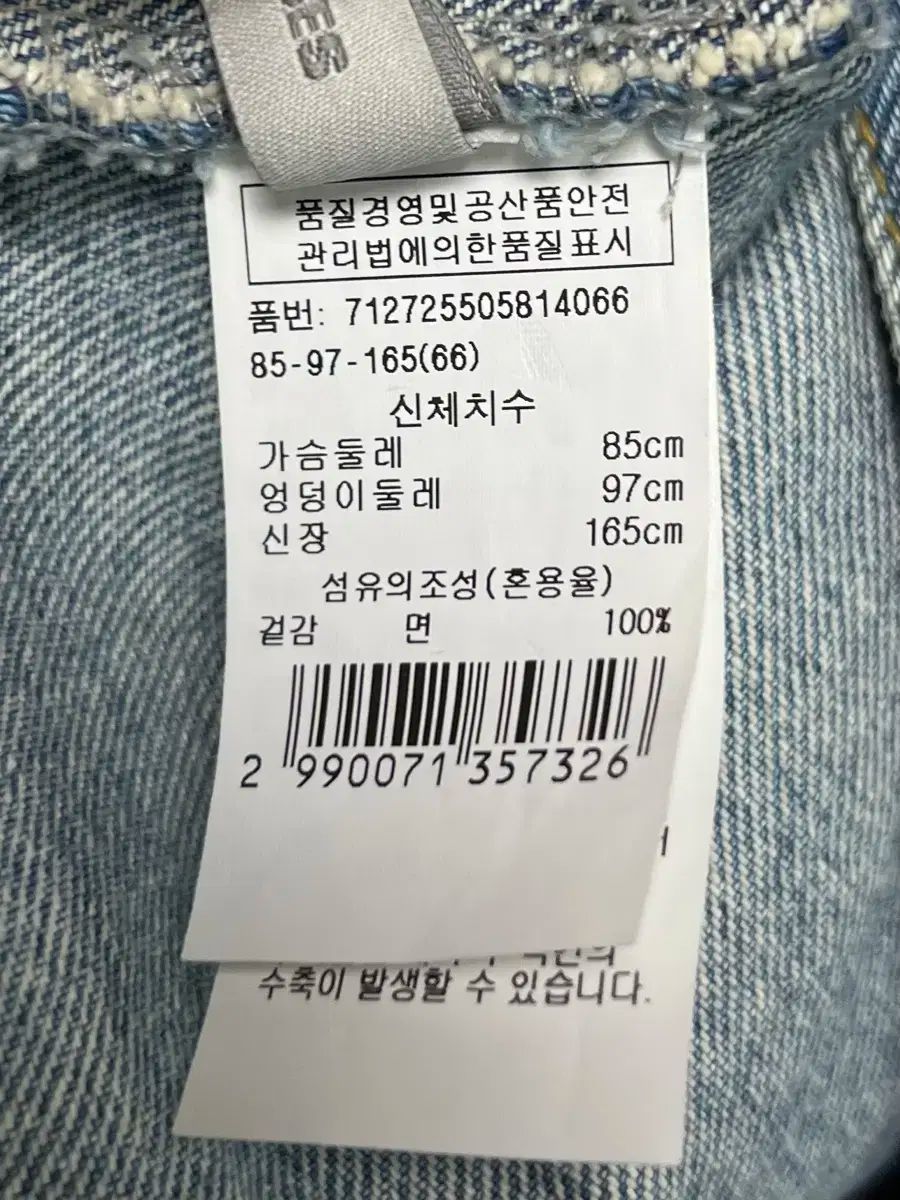 ES
품질경영및공산품안전
관리법에의한품질표시
품번: 712725505814066
85-97-165(66)
신체치수
가슴둘레 85cm
엉덩이둘레 97cm
신장 165cm
섬유의조성(혼용율)
겉감 면 100%
2 990071 357326
수축이 발생할 수 있습니다.